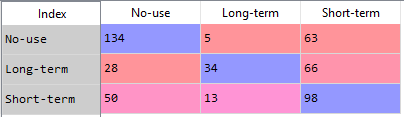 Index No-use Long-term Short-term
No-use 134 5 63
Long-term 28 34 66
Short-term 50 13 98